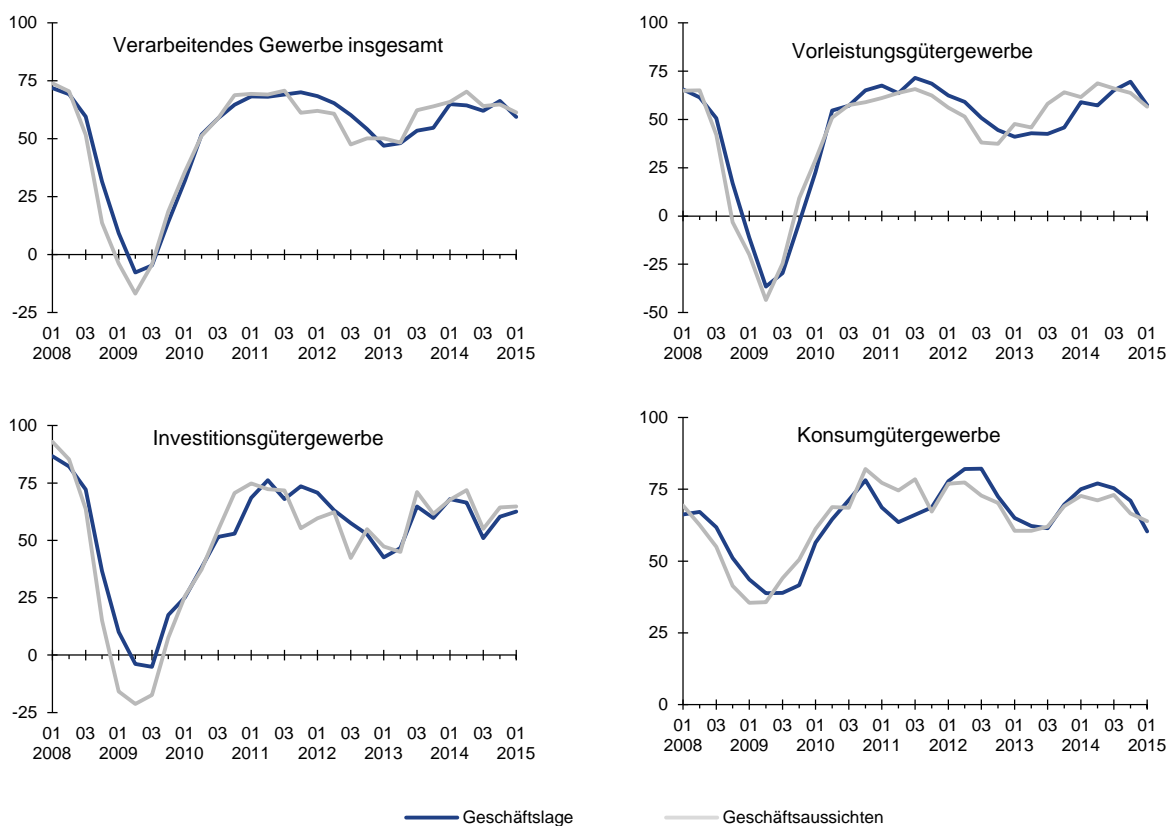 Verarbeitendes Gewerbe insgesamt
100
75
50
25
0
-25
01 03 01 03 01 03 01 03 01 03 01 03 01 03 01
2008 2009 2010 2011 2012 2013 2014 2015
Vorleistungsgütergewerbe
100
75
50
25
0
-25
-50
01 03 01 03 01 03 01 03 01 03 01 03 01 03 01
2008 2009 2010 2011 2012 2013 2014 2015
Investitionsgütergewerbe
100
75
50
25
0
-25
01 03 01 03 01 03 01 03 01 03 01 03 01 03 01
2008 2009 2010 2011 2012 2013 2014 2015
Konsumgütergewerbe
100
75
50
25
0
01 03 01 03 01 03 01 03 01 03 01 03 01 03 01
2008 2009 2010 2011 2012 2013 2014 2015
Geschäftslage
Geschäftsaussichten